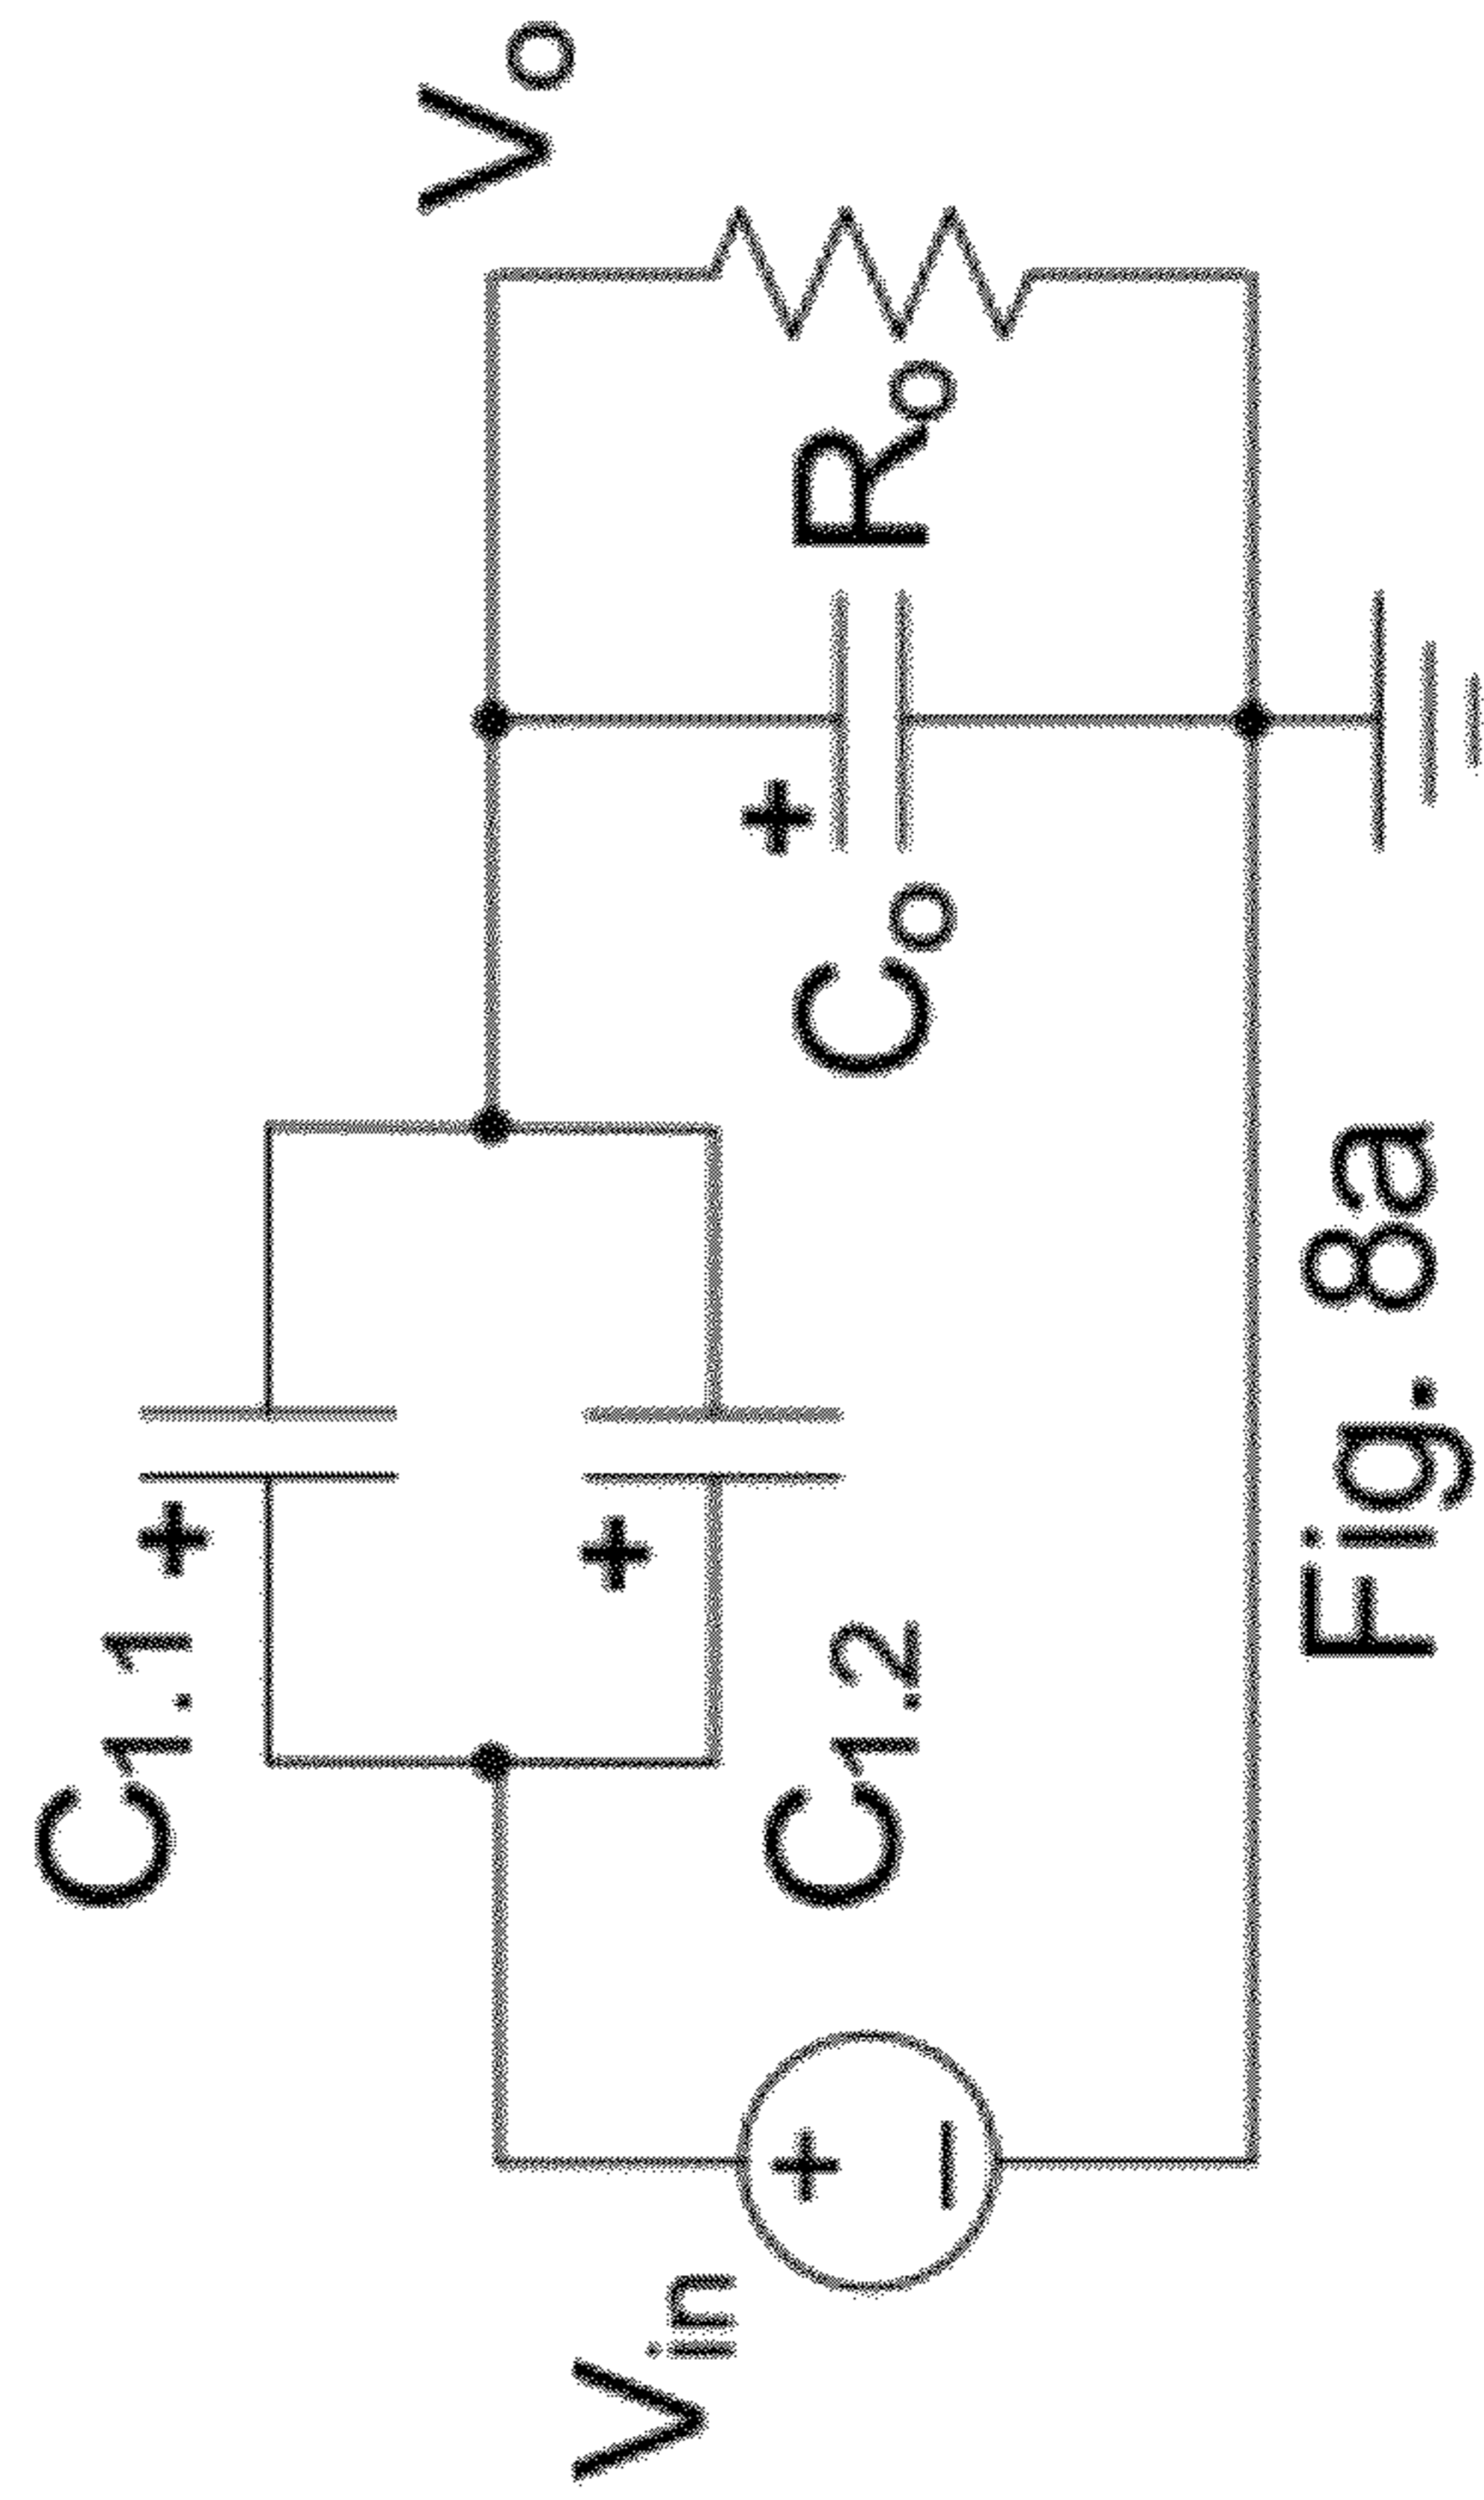 C1.1 +
+
C1.2
Vin
+
−
Vo
+
Co
Ro
Fig. 8a